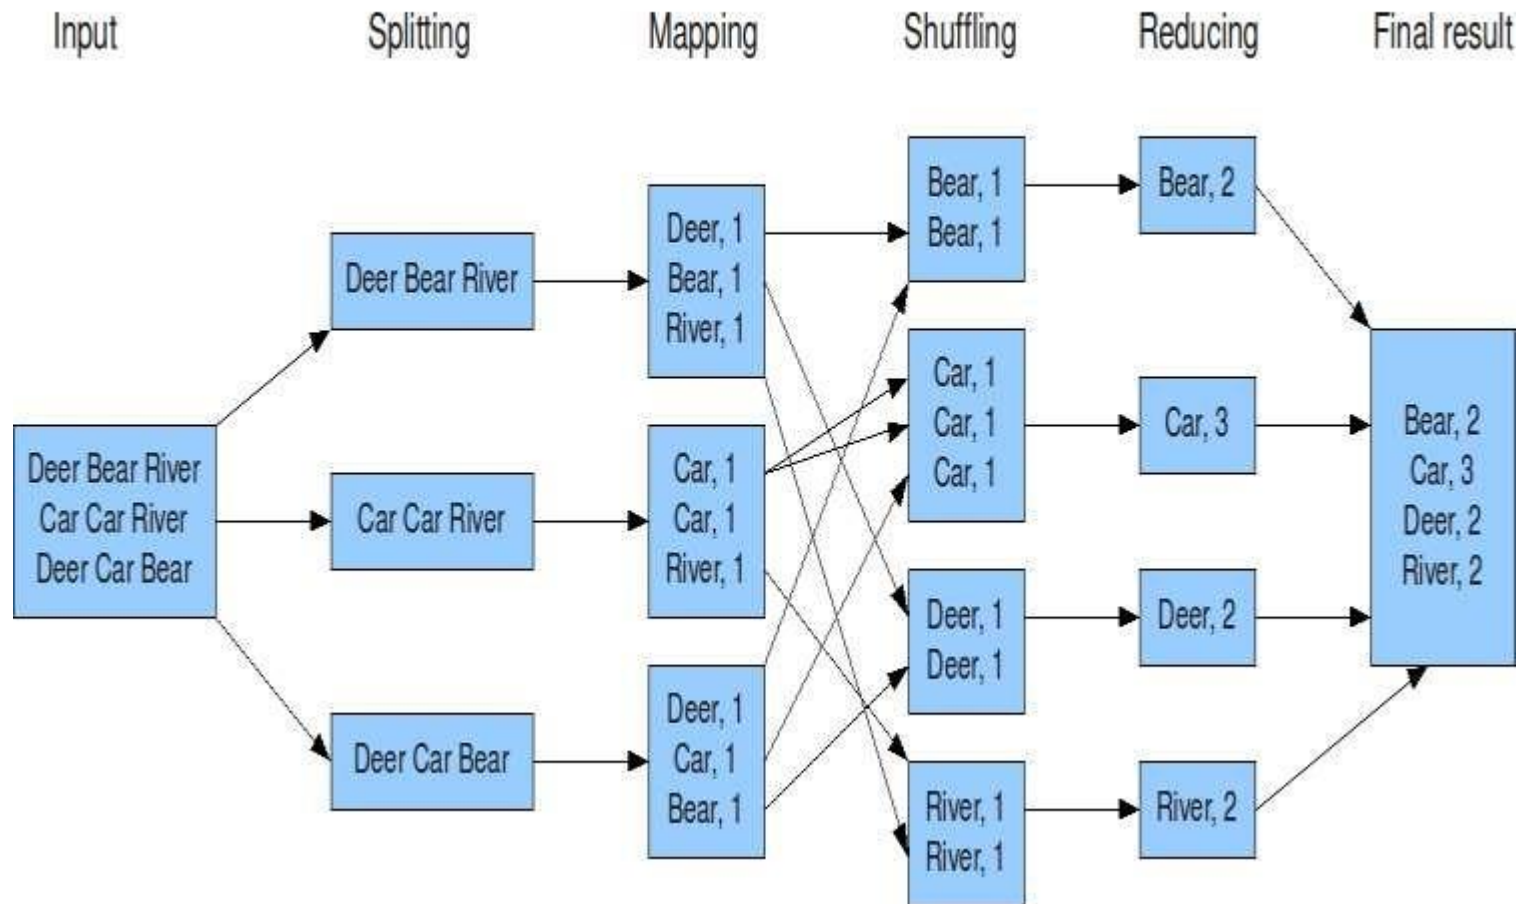 Input
Splitting
Mapping
Shuffling
Reducing
Final result
Deer Bear River
Car Car River
Deer Car Bear
Deer Bear River
Car Car River
Deer Car Bear
Deer, 1
Bear, 1
River, 1
Car, 1
Car, 1
River, 1
Deer, 1
Car, 1
Bear, 1
Bear, 1
Bear, 1
Car, 1
Car, 1
Car, 1
Deer, 1
Deer, 1
River, 1
River, 1
Bear, 2
Car, 3
Deer, 2
River, 2
Bear, 2
Car, 3
Deer, 2
River, 2